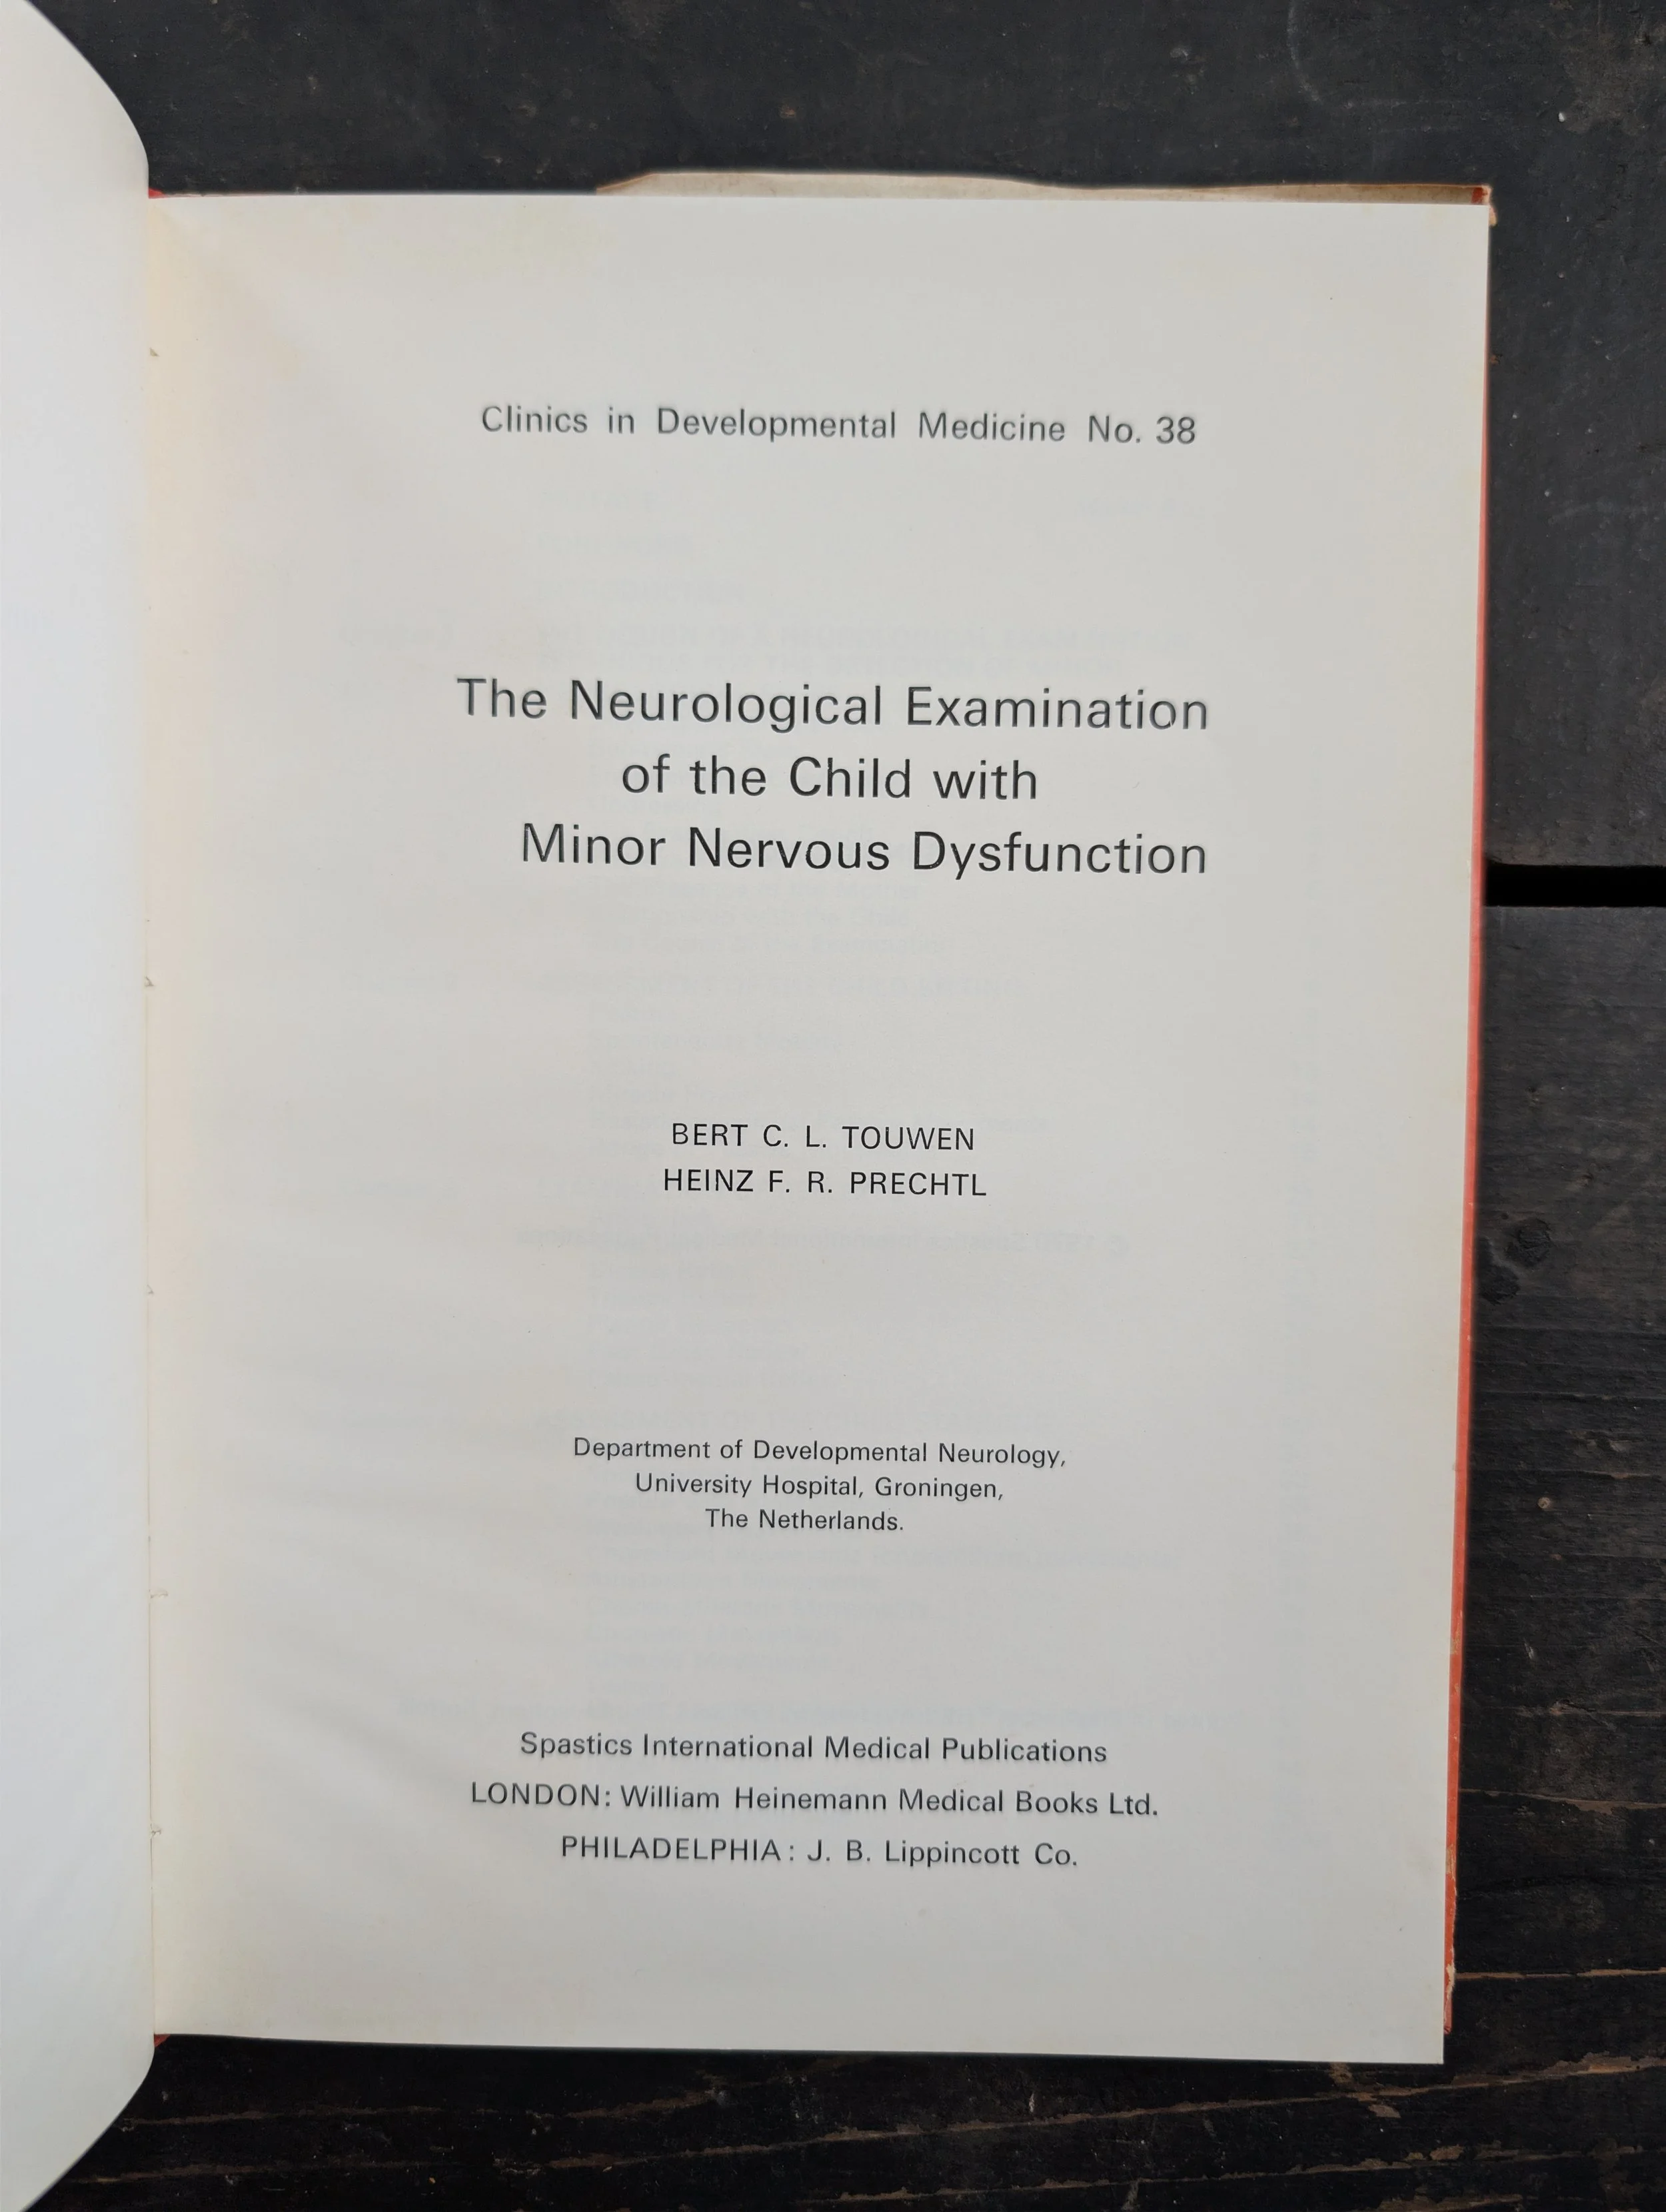 Clinics in Developmental Medicine No. 38
The Neurological Examination
of the Child with
Minor Nervous Dysfunction
BERT C. L. TOUWEN
HEINZ F. R. PRECHTL
Department of Developmental Neurology,
University Hospital, Groningen,
The Netherlands.
Spastics International Medical Publications
LONDON: William Heinemann Medical Books Ltd.
PHILADELPHIA: J. B. Lippincott Co.